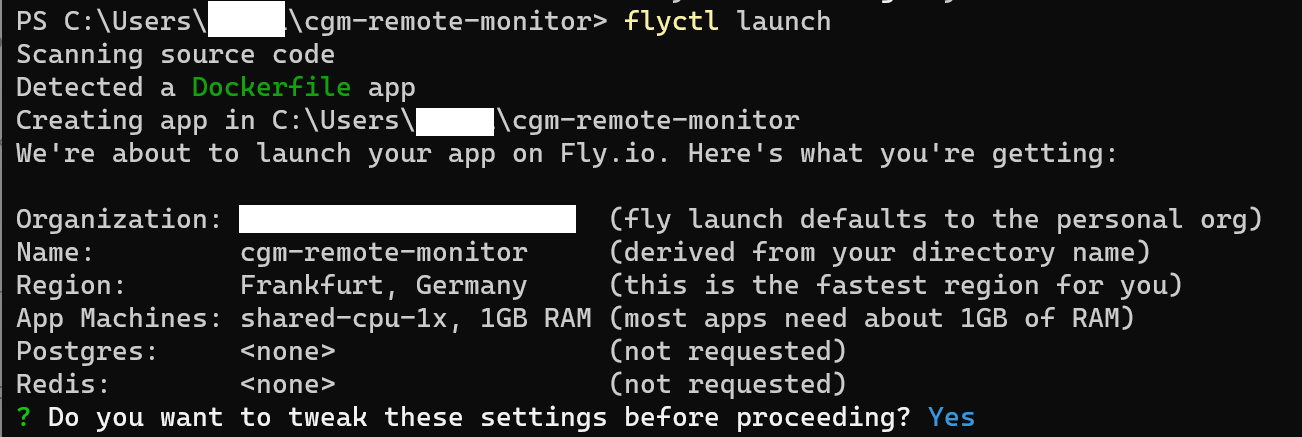 PS C:\Users\ \cgm-remote-monitor> flyctl launch
Scanning source code
Detected a Dockerfile app
Creating app in C:\Users\ \cgm-remote-monitor
We're about to launch your app on Fly.io. Here's what you're getting:
Organization: (fly launch defaults to the personal org)
Name: cgm-remote-monitor (derived from your directory name)
Region: Frankfurt, Germany (this is the fastest region for you)
App Machines: shared-cpu-1x, 1GB RAM (most apps need about 1GB of RAM)
Postgres: <none> (not requested)
Redis: <none> (not requested)
? Do you want to tweak these settings before proceeding? Yes